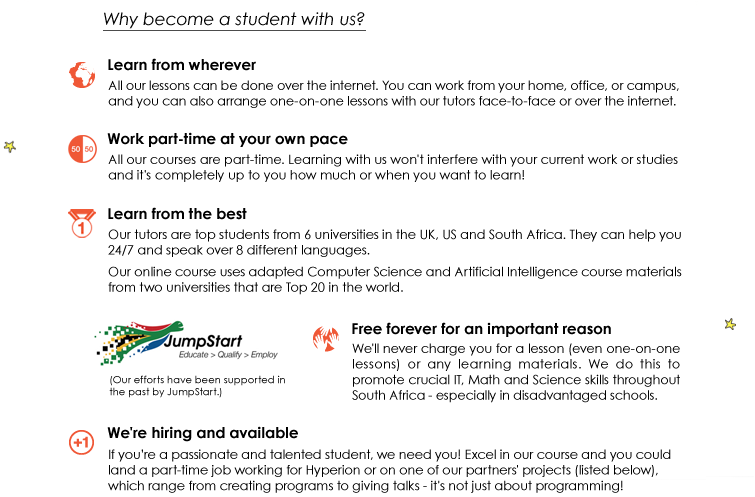 Why become a student with us?
Learn from wherever
All our lessons can be done over the internet. You can work from your home, office, or campus,
and you can also arrange one-on-one lessons with our tutors face-to-face or over the internet.
50 50
Work part-time at your own pace
All our courses are part-time. Learning with us won't interfere with your current work or studies
and it's completely up to you how much or when you want to learn!
1
Learn from the best
Our tutors are top students from 6 universities in the UK, US and South Africa. They can help you
24/7 and speak over 8 different languages.
Our online course uses adapted Computer Science and Artificial Intelligence course materials
from two universities that are Top 20 in the world.
JumpStart
Educate > Qualify > Employ
(Our efforts have been supported in
the past by JumpStart.)
Free forever for an important reason
We'll never charge you for a lesson (even one-on-one
lessons) or any learning materials. We do this to
promote crucial IT, Math and Science skills throughout
South Africa - especially in disadvantaged schools.
+1
We're hiring and available
If you're a passionate and talented student, we need you! Excel in our course and you could
land a part-time job working for Hyperion or on one of our partners' projects (listed below),
which range from creating programs to giving talks - it's not just about programming!